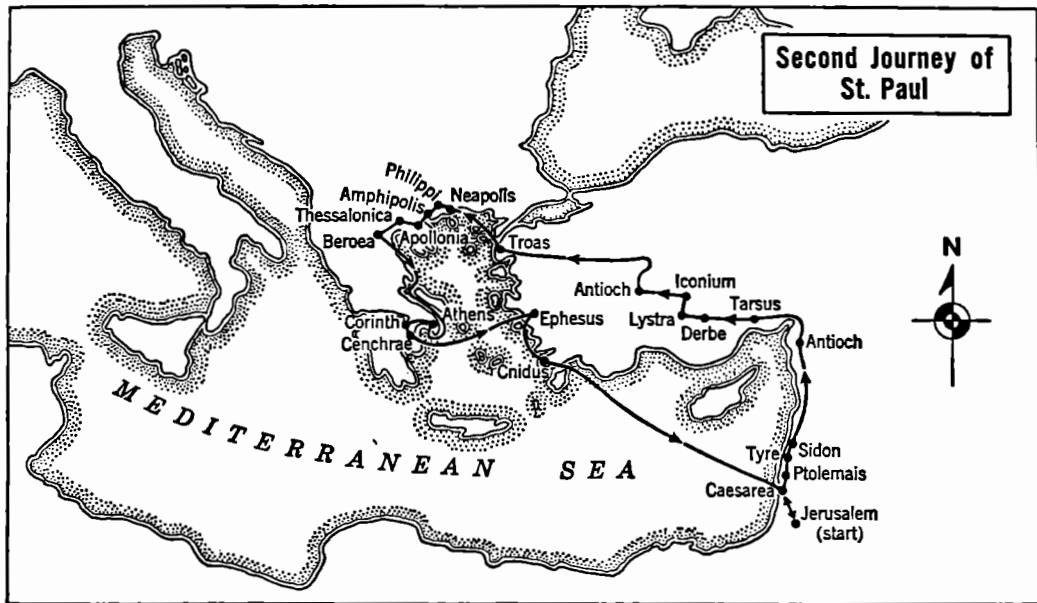 Second Journey of
St. Paul
Philippi
Neapolis
Amphipolis
Thessalonica
Apollonia
Beroea
Troas
N
Antioch
Iconium
Lystra
Derbe
Tarsus
Antioch
Athens
Corinth
Cenchrae
Ephesus
Cnidus
MEDITERRANEAN SEA
Tyre
Sidon
Ptolemais
Caesarea
Jerusalem
(start)